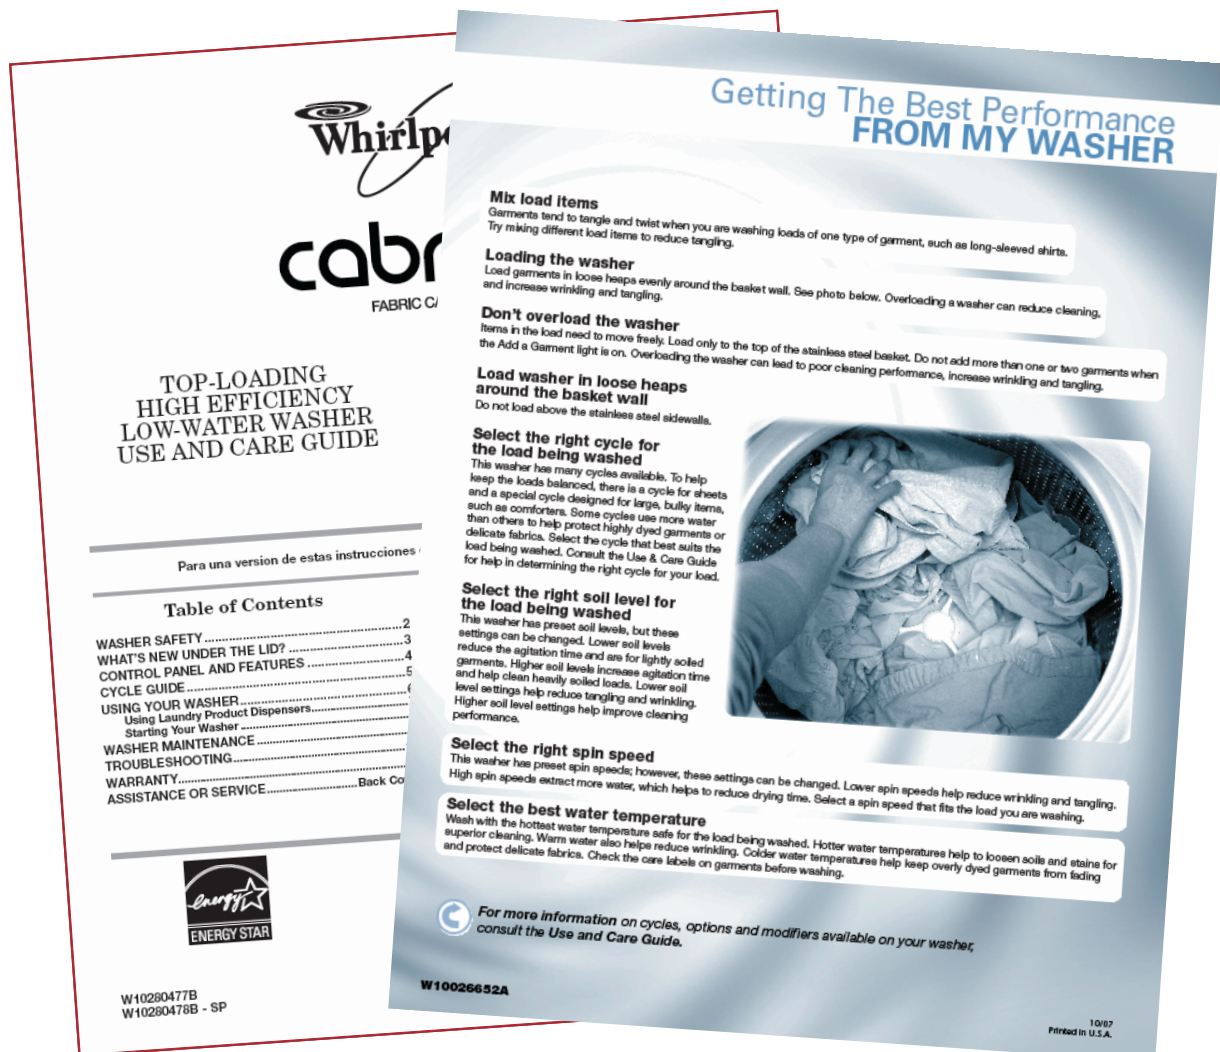 Whirlp
cabr
FABRIC CA
TOP-LOADING
HIGH EFFICIENCY
LOW-WATER WASHER
USE AND CARE GUIDE
Para una version de estas instrucciones
Table of Contents
WASHER SAFETY ............................................................2
WHAT'S NEW UNDER THE LID? ...................................3
CONTROL PANEL AND FEATURES ..............................4
CYCLE GUIDE...................................................................5
USING YOUR WASHER....................................................6
Using Laundry Product Dispensers..............................
Starting Your Washer ..................................................
WASHER MAINTENANCE ..............................................
TROUBLESHOOTING.....................................................
WARRANTY.....................................................................
ASSISTANCE OR SERVICE...........................Back Co
energy
ENERGY STAR
W10280477B
W10280478B - SP
Getting The Best Performance
FROM MY WASHER
Mix load items
Garments tend to tangle and twist when you are washing loads of one type of garment, such as long-sleeved shirts.
Try mixing different load items to reduce tangling.
Loading the washer
Load garments in loose heaps evenly around the basket wall. See photo below. Overloading a washer can reduce cleaning,
and increase wrinkling and tangling.
Don't overload the washer
Items in the load need to move freely. Load only to the top of the stainless steel basket. Do not add more than one or two garments when
the Add a Garment light is on. Overloading the washer can lead to poor cleaning performance, increase wrinkling and tangling.
Load washer in loose heaps
around the basket wall
Do not load above the stainless steel sidewalls.
Select the right cycle for
the load being washed
This washer has many cycles available. To help
keep the loads balanced, there is a cycle for sheets
and a special cycle designed for large, bulky items,
such as comforters. Some cycles use more water
than others to help protect highly dyed garments or
delicate fabrics. Select the cycle that best suits the
load being washed. Consult the Use & Care Guide
for help in determining the right cycle for your load.
Select the right soil level for
the load being washed
This washer has preset soil levels, but these
settings can be changed. Lower soil levels
reduce the agitation time and are for lightly soiled
garments. Higher soil levels increase agitation time
and help clean heavily soiled loads. Lower soil
level settings help reduce tangling and wrinkling.
Higher soil level settings help improve cleaning
performance.
Select the right spin speed
This washer has preset spin speeds; however, these settings can be changed. Lower spin speeds help reduce wrinkling and tangling.
High spin speeds extract more water, which helps to reduce drying time. Select a spin speed that fits the load you are washing.
Select the best water temperature
Wash with the hottest water temperature safe for the load being washed. Hotter water temperatures help to loosen soils and stains for
superior cleaning. Warm water also helps reduce wrinkling. Colder water temperatures help keep overly dyed garments from fading
and protect delicate fabrics. Check the care labels on garments before washing.
For more information on cycles, options and modifiers available on your washer,
consult the Use and Care Guide.
W10026652A
10/07
Printed in U.S.A.